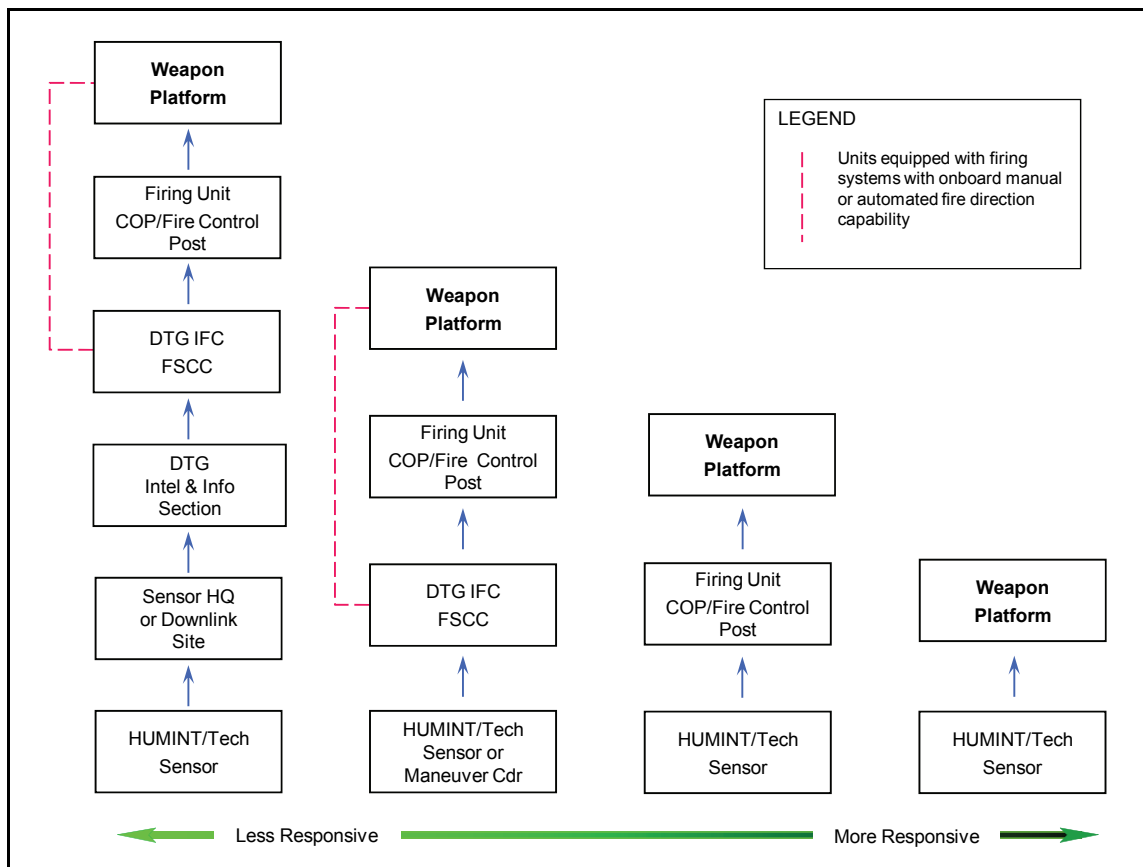 Weapon
Platform
Firing Unit
COP/Fire Control
Post
DTG IFC
FSCC
DTG
Intel & Info
Section
Sensor HQ
or Downlink
Site
HUMINT/Tech
Sensor
Weapon
Platform
Firing Unit
COP/Fire Control
Post
DTG IFC
FSCC
HUMINT/Tech
Sensor or
Maneuver Cdr
Weapon
Platform
Firing Unit
COP/Fire Control
Post
HUMINT/Tech
Sensor
Weapon
Platform
HUMINT/Tech
Sensor
LEGEND
Units equipped with firing
systems with onboard manual
or automated fire direction
capability
Less Responsive
More Responsive